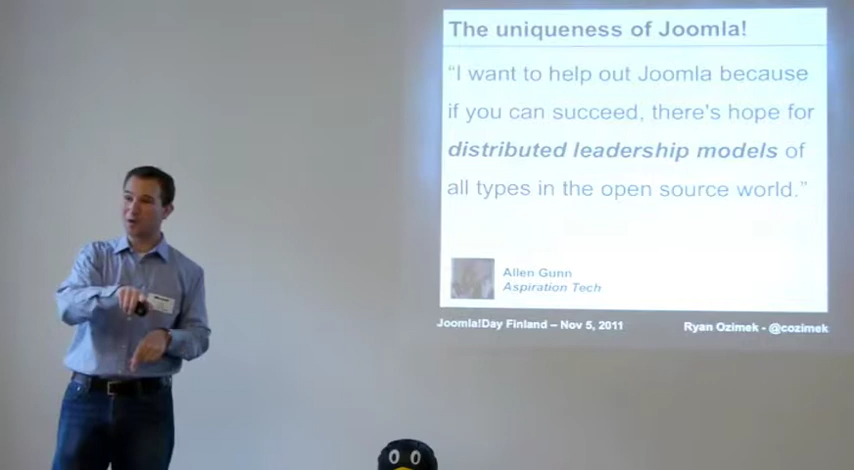 The uniqueness of Joomla!
“I want to help out Joomla because
if you can succeed, there's hope for
distributed leadership models of
all types in the open source world.”
Allen Gunn
Aspiration Tech
Joomla!Day Finland – Nov 5, 2011
Ryan Ozimek - @cozimek